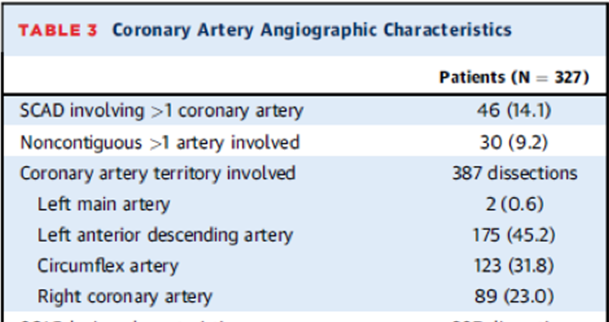 TABLE 3 Coronary Artery Angiographic Characteristics
Patients (N = 327)
SCAD involving >1 coronary artery 46 (14.1)
Noncontiguous >1 artery involved 30 (9.2)
Coronary artery territory involved 387 dissections
Left main artery 2 (0.6)
Left anterior descending artery 175 (45.2)
Circumflex artery 123 (31.8)
Right coronary artery 89 (23.0)